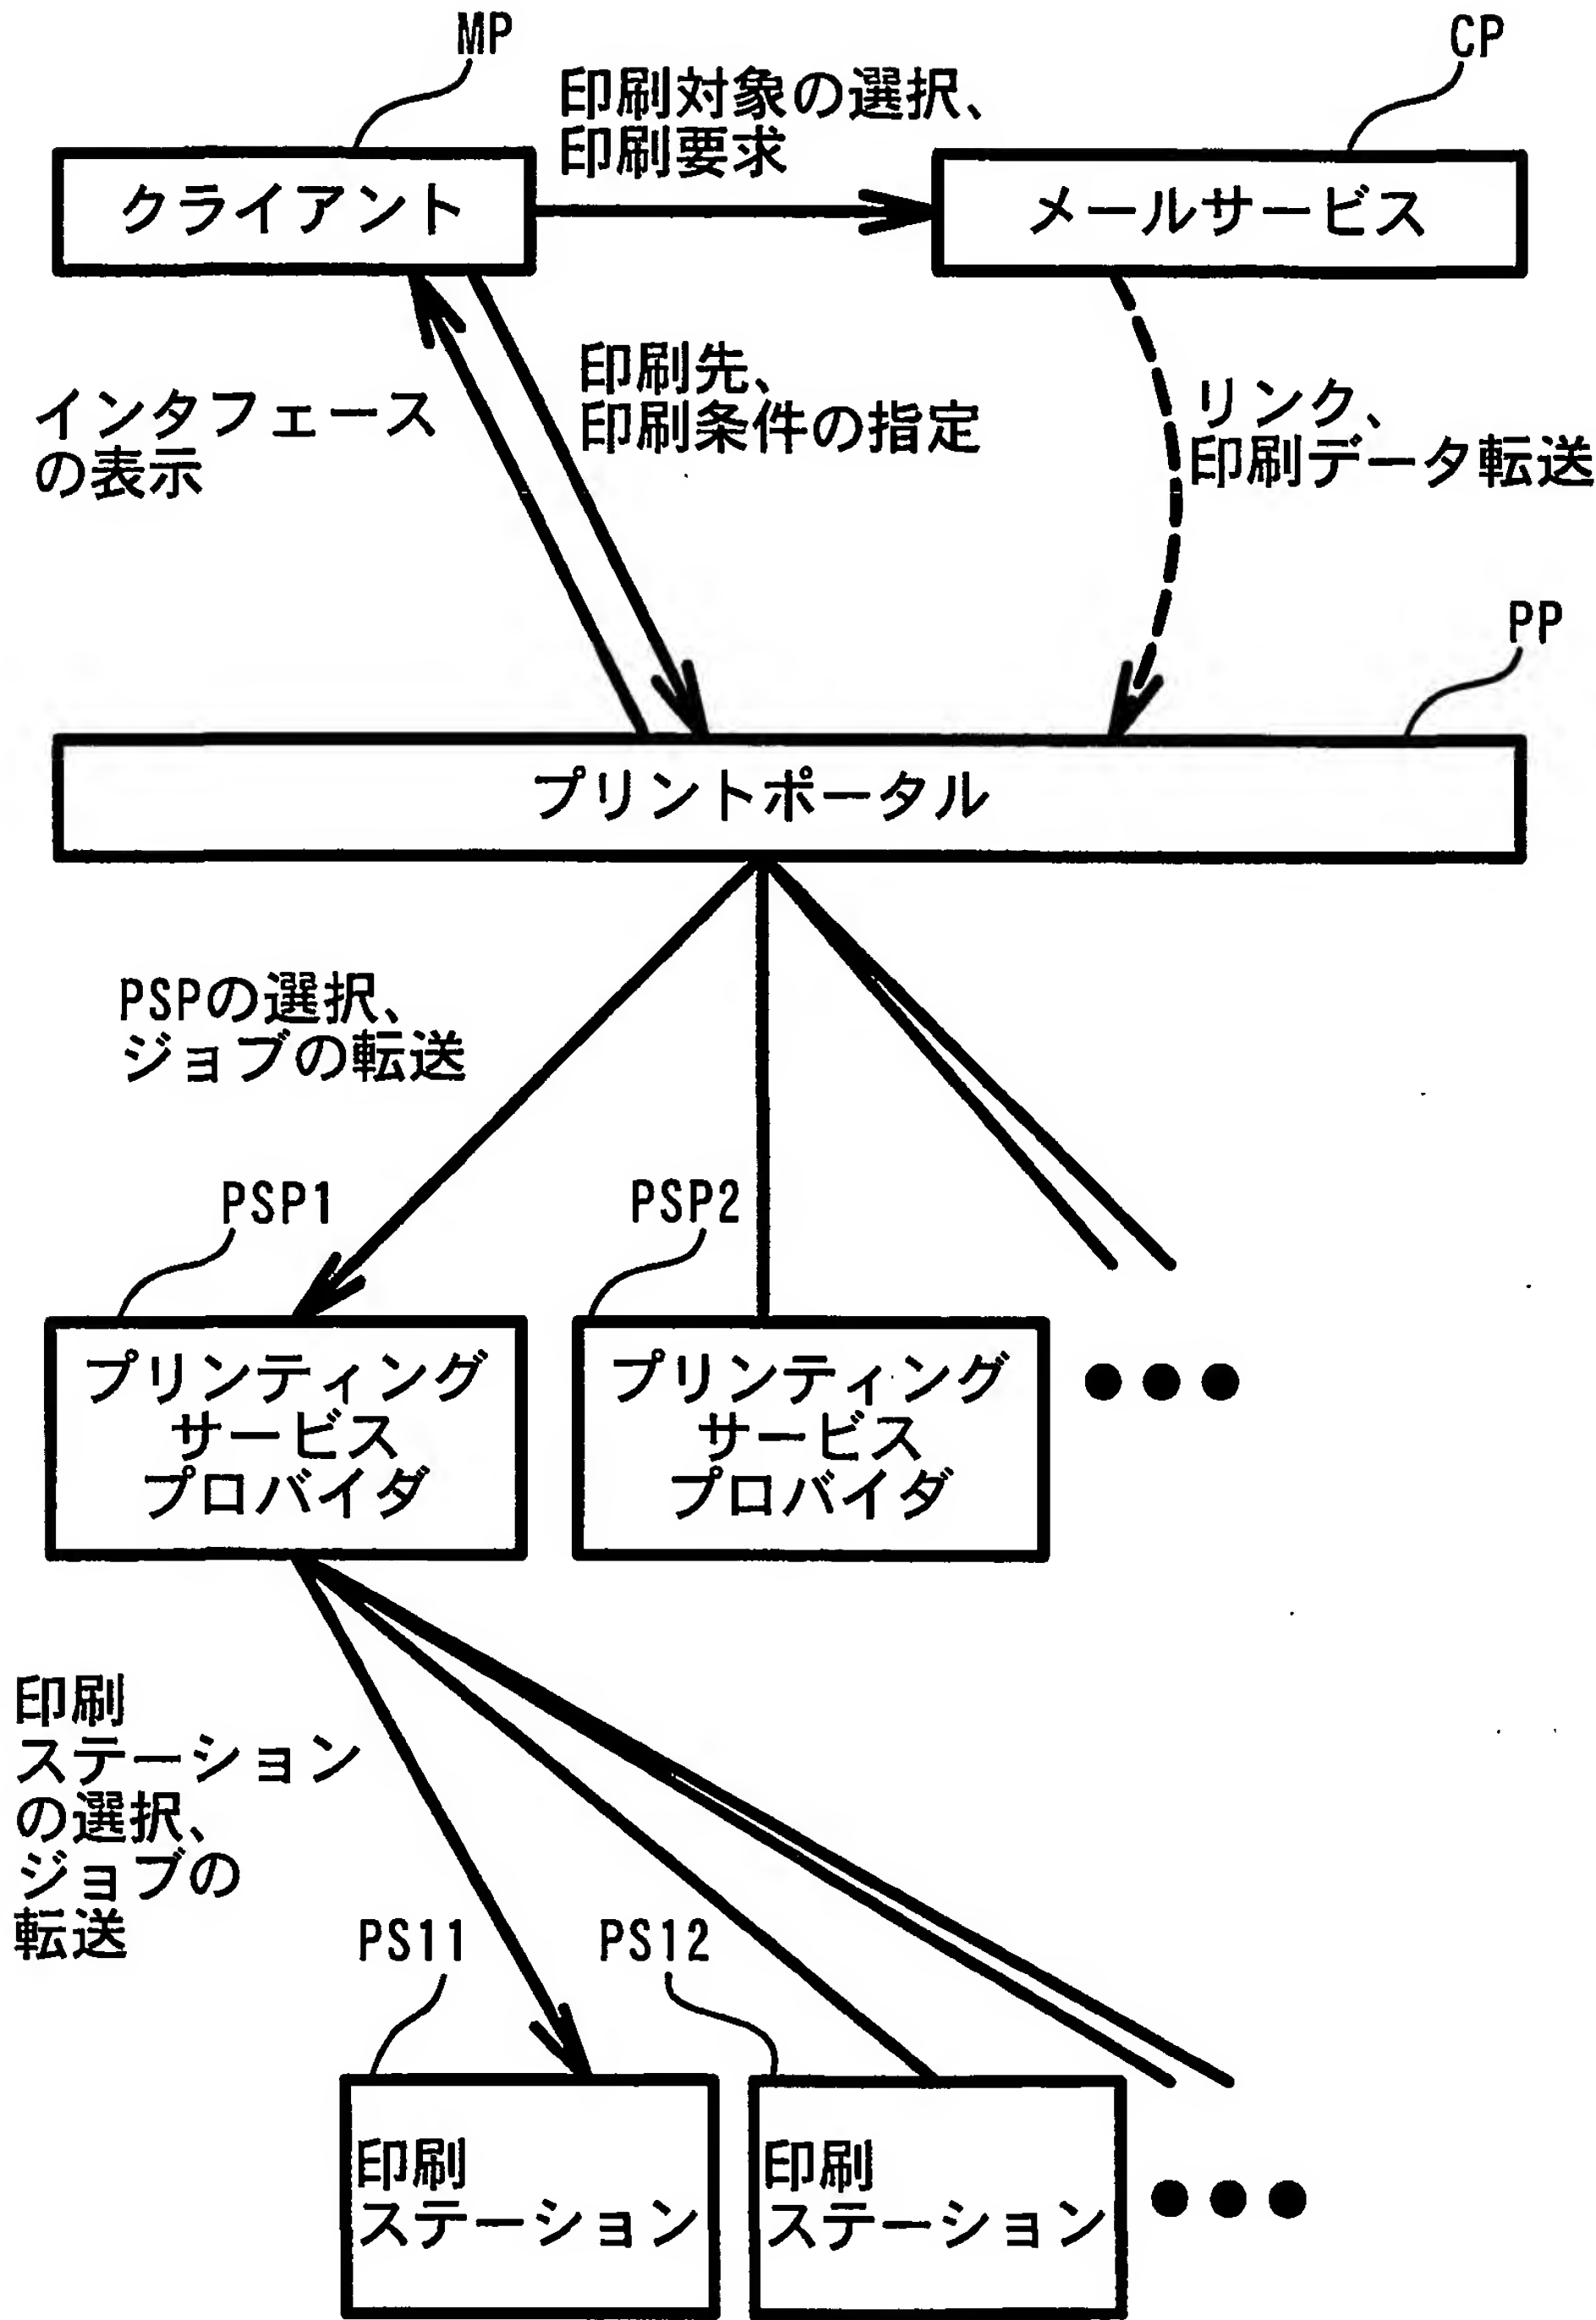 MP
CP
印刷対象の選択、
印刷要求
クライアント
メールサービス
インタフェース
の表示
印刷先、
印刷条件の指定
リンク、
印刷データ転送
PP
プリントポータル
PSPの選択、
ジョブの転送
PSP1
PSP2
プリンティング
サービス
プロバイダ
プリンティング
サービス
プロバイダ
印刷
ステーション
の選択、
ジョブの
転送
PS11
PS12
印刷
ステーション
印刷
ステーション